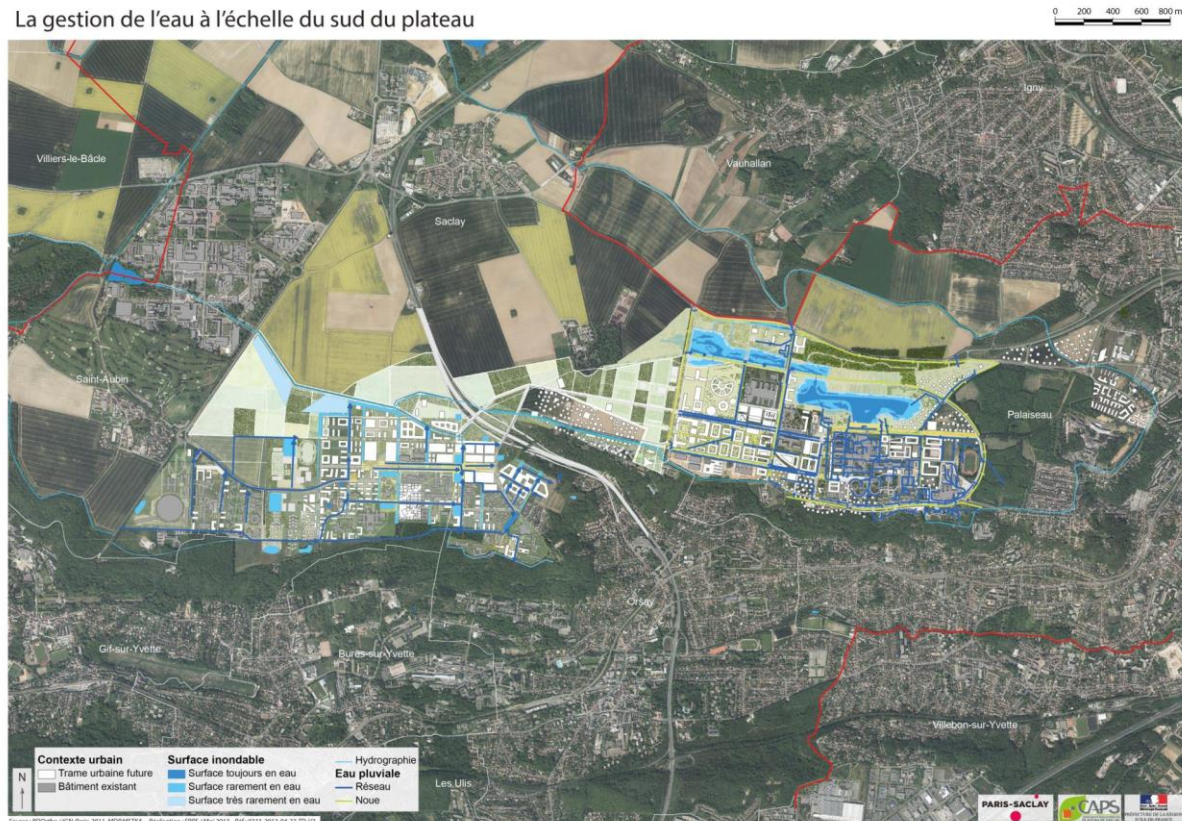 La gestion de l'eau à l'échelle du sud du plateau
0 200 400 600 800 m
Igny
Villiers-le-Bâcle
Vauhallan
Saclay
Saint-Aubin
Palaiseau
Orsay
Gif-sur-Yvette
Bures-sur-Yvette
Villebon-sur-Yvette
Les Ulis
N
Contexte urbain
Trame urbaine future
Bâtiment existant
Surface inondable
Surface toujours en eau
Surface rarement en eau
Surface très rarement en eau
Hydrographie
Eau pluviale
Réseau
Noue
PARIS-SACLAY
CAPS